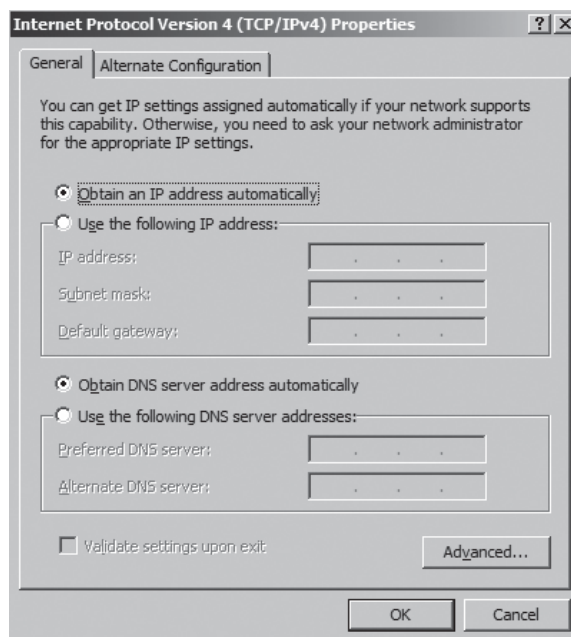 Internet Protocol Version 4 (TCP/IPv4) Properties
General
Alternate Configuration
You can get IP settings assigned automatically if your network supports
this capability. Otherwise, you need to ask your network administrator
for the appropriate IP settings.
Obtain an IP address automatically
Use the following IP address:
IP address:
Subnet mask:
Default gateway:
Obtain DNS server address automatically
Use the following DNS server addresses:
Preferred DNS server:
Alternate DNS server:
Validate settings upon exit
Advanced...
OK
Cancel